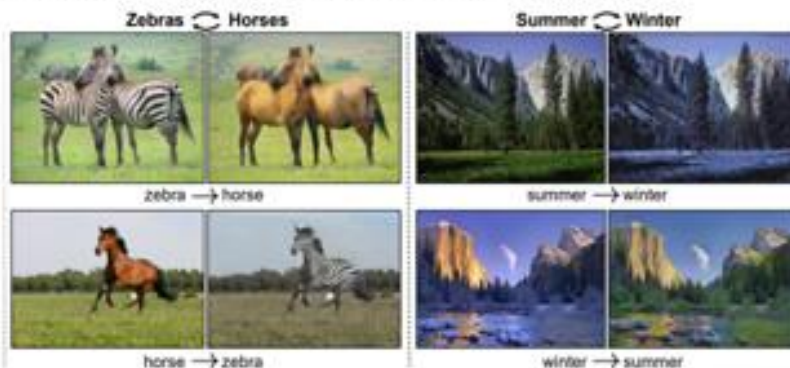 Zebras Horses
zebra → horse
horse → zebra
Summer Winter
summer → winter
winter → summer